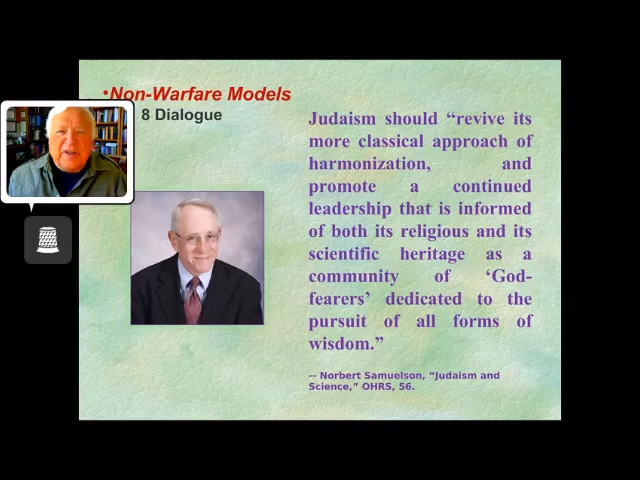 •Non-Warfare Models
8 Dialogue
Judaism should “revive its
more classical approach of
harmonization, and
promote a continued
leadership that is informed
of both its religious and its
scientific heritage as a
community of ‘God-
fearers’ dedicated to the
pursuit of all forms of
wisdom.”
-- Norbert Samuelson, “Judaism and
Science,” OHRS, 56.